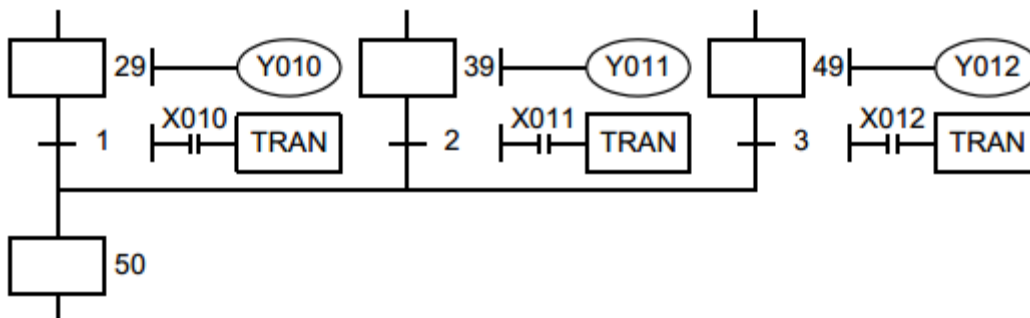 29 Y010 39 Y011 49 Y012
X010 X011 X012
1 TRAN 2 TRAN 3 TRAN
50